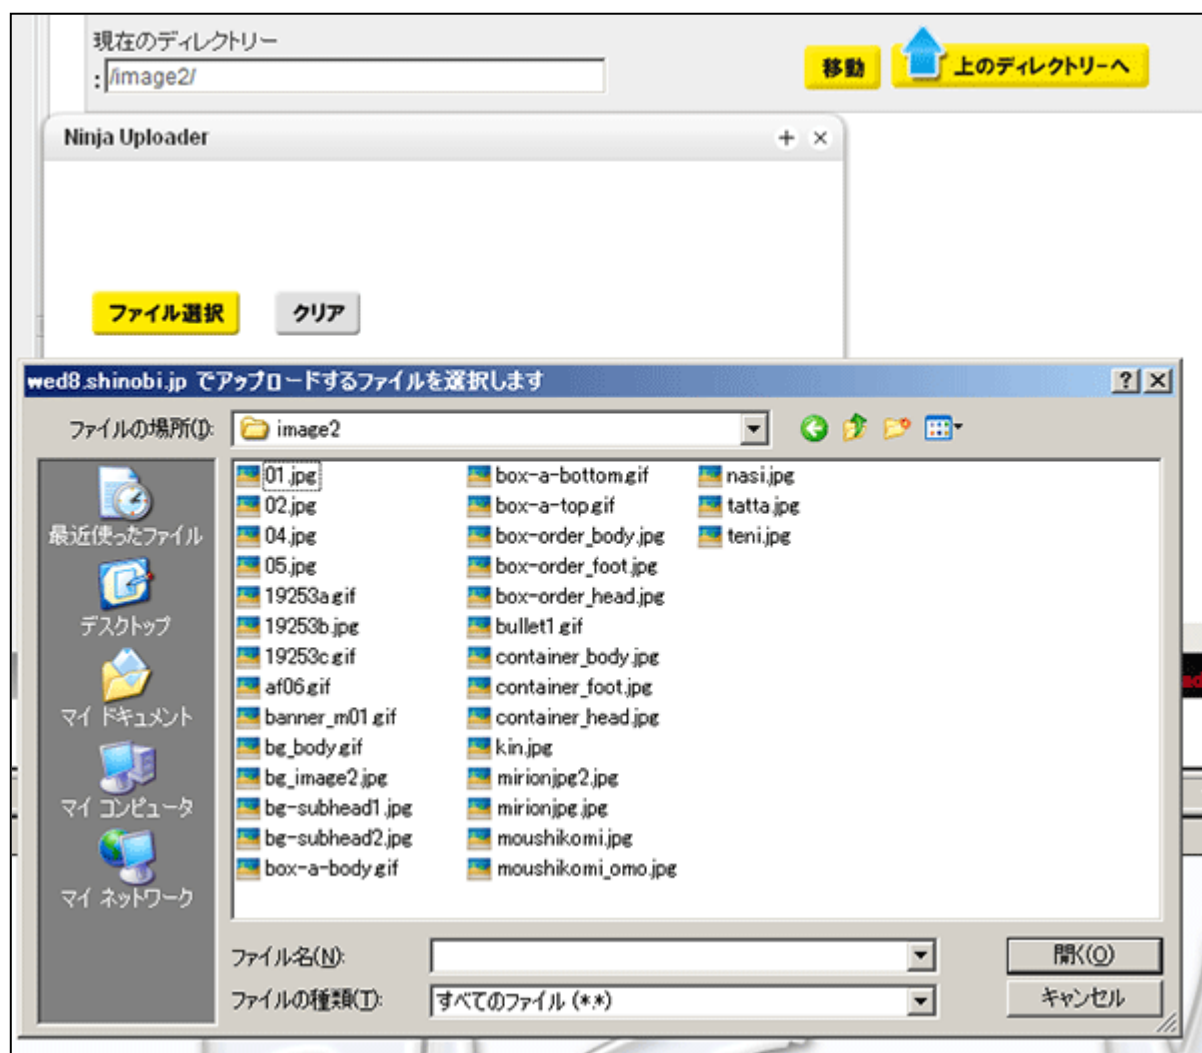 現在のディレクトリー
:/image2/
移動
上のディレクトリーへ
Ninja Uploader
ファイル選択
クリア
wed8.shinobi.jp でアップロードするファイルを選択します
ファイルの場所(I):
image2
最近使ったファイル
デスクトップ
マイ ドキュメント
マイ コンピュータ
マイ ネットワーク
01.jpg
02.jpg
04.jpg
05.jpg
19253a.gif
19253b.jpg
19253c.gif
af06.gif
banner_m01.gif
bg_body.gif
bg_image2.jpg
bg-subhead1.jpg
bg-subhead2.jpg
box-a-body.gif
box-a-bottom.gif
box-a-top.gif
box-order_body.jpg
box-order_foot.jpg
box-order_head.jpg
bullet1.gif
container_body.jpg
container_foot.jpg
container_head.jpg
kin.jpg
mirionjpg2.jpg
mirionjpg.jpg
moushikomi.jpg
moushikomi_omo.jpg
nasi.jpg
tatta.jpg
teni.jpg
ファイル名(N):
開く(O)
ファイルの種類(T):
すべてのファイル (*.*)
キャンセル